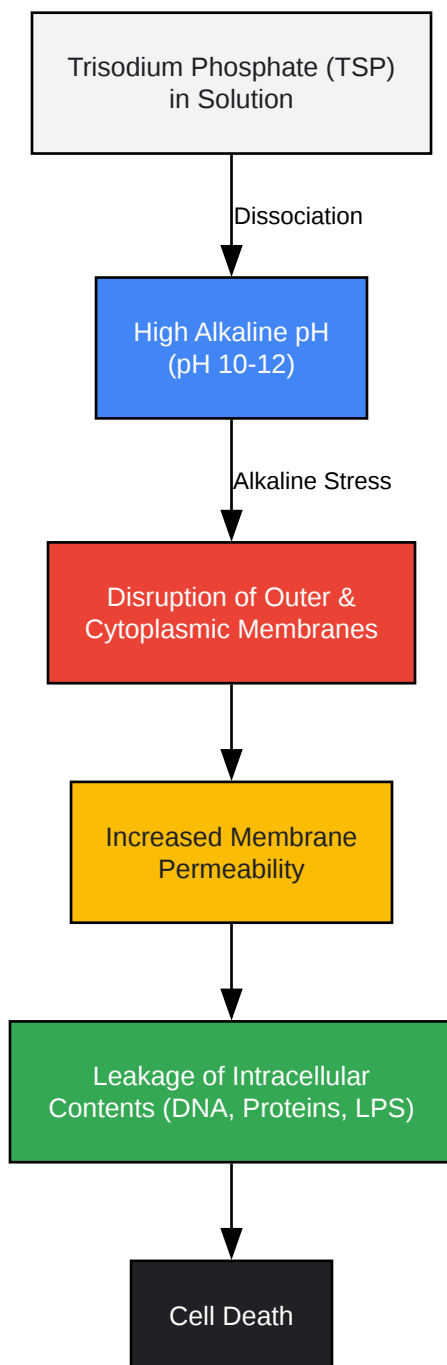 Trisodium Phosphate (TSP)
in Solution
Dissociation
High Alkaline pH
(pH 10-12)
Alkaline Stress
Disruption of Outer &
Cytoplasmic Membranes
Increased Membrane
Permeability
Leakage of Intracellular
Contents (DNA, Proteins, LPS)
Cell Death